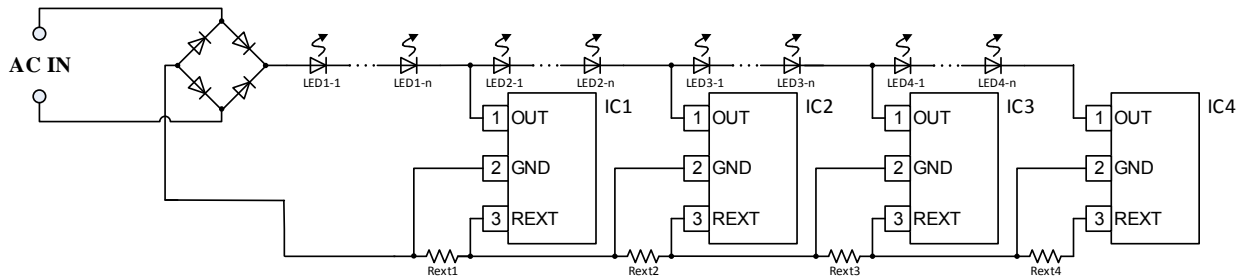 AC IN
LED1-1
LED1-n
LED2-1
LED2-n
LED3-1
LED3-n
LED4-1
LED4-n
IC1
1 OUT
2 GND
3 REXT
IC2
1 OUT
2 GND
3 REXT
IC3
1 OUT
2 GND
3 REXT
IC4
1 OUT
2 GND
3 REXT
Rext1
Rext2
Rext3
Rext4